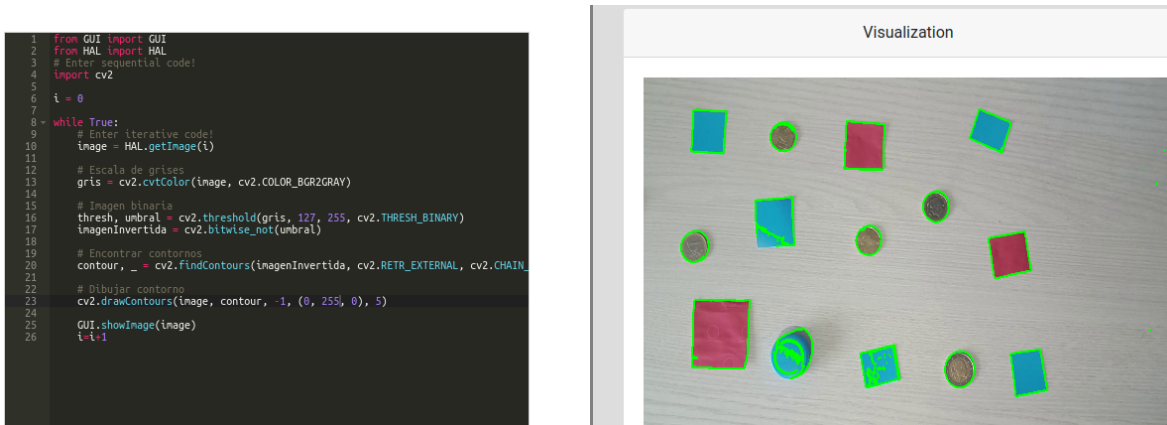 1 from GUI import GUI
2 from HAL import HAL
3 # Enter sequential code!
4 import cv2
5
6 i = 0
7
8 while True:
9 # Enter iterative code!
10 image = HAL.getImage(i)
11
12 # Escala de grises
13 gris = cv2.cvtColor(image, cv2.COLOR_BGR2GRAY)
14
15 # Imagen binaria
16 thresh, umbral = cv2.threshold(gris, 127, 255, cv2.THRESH_BINARY)
17 imagenInvertida = cv2.bitwise_not(umbral)
18
19 # Encontrar contornos
20 contour, _ = cv2.findContours(imagenInvertida, cv2.RETR_EXTERNAL, cv2.CHAIN_
21
22 # Dibujar contorno
23 cv2.drawContours(image, contour, -1, (0, 255, 0), 5)
24
25 GUI.showImage(image)
26 i=i+1
Visualization